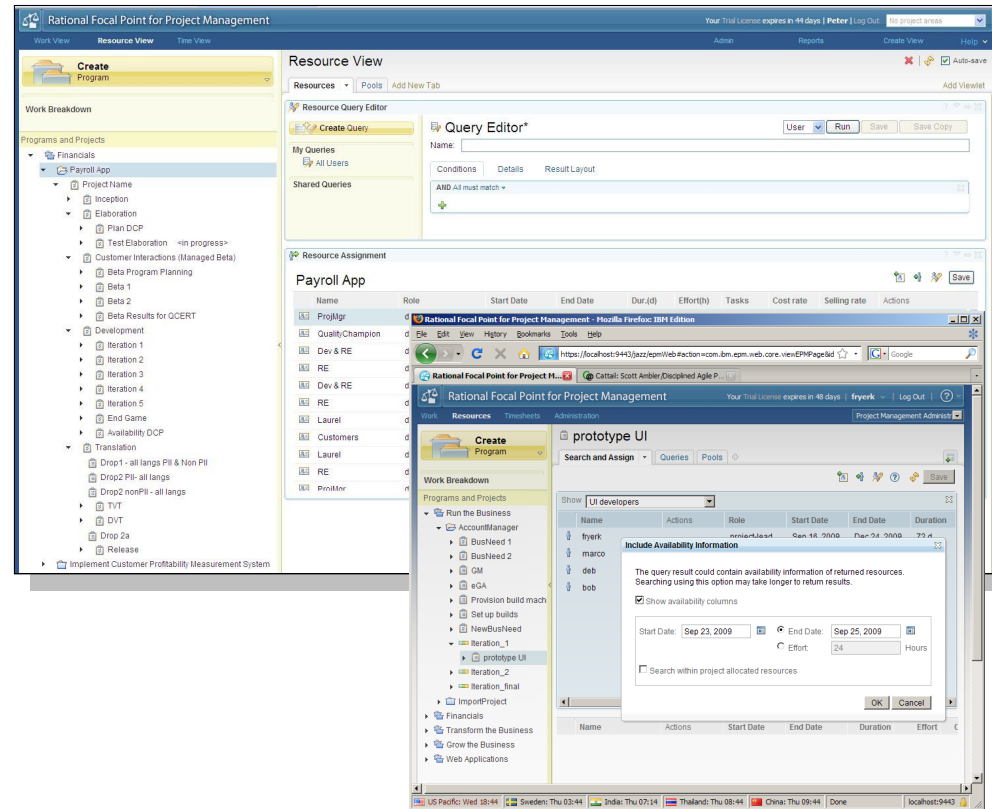 Rational Focal Point for Project Management
Your Trial License expires in 44 days | Peter | Log Out No project areas
Work View Resource View Time View Admin Reports Create View Help
Create
Program
Work Breakdown
Programs and Projects
Financials
Payroll App
Project Name
Inception
Elaboration
Plan DCP
Test Elaboration <in progress>
Customer Interactions (Managed Beta)
Beta Program Planning
Beta 1
Beta 2
Beta Results for QCERT
Development
Iteration 1
Iteration 2
Iteration 3
Iteration 4
Iteration 5
End Game
Availability DCP
Translation
Drop1 - all langs PII & Non PII
Drop2 PII- all langs
Drop2 nonPII - all langs
TVT
DVT
Drop 2a
Release
Implement Customer Profitability Measurement System
Resource View
Auto-save
Resources Pools Add New Tab Add Viewlet
Resource Query Editor
Create Query
My Queries
All Users
Shared Queries
Query Editor*
User Run Save Save Copy
Name:
Conditions Details Result Layout
AND All must match
Resource Assignment
Payroll App
Save
Name Role Start Date End Date Dur.(d) Effort(h) Tasks Cost rate Selling rate Actions
ProjMgr
QualityChampion
Dev & RE
RE
Dev & RE
RE
Laurel
Customers
Laurel
RE
ProjMgr
Rational Focal Point for Project Management - Mozilla Firefox: IBM Edition
File Edit View History Bookmarks Tools Help
https://localhost:9443/jazz/epmWeb#action=com.ibm.epm.web.core.viewEPMPage&id
Google
Rational Focal Point for Project M... Cattail: Scott Ambler/Disciplined Agile P...
Rational Focal Point for Project Management
Your Trial License expires in 48 days | fryerk | Log Out |
Work Resources Timesheets Administration Project Management Administr
Create
Program
Work Breakdown
Programs and Projects
Run the Business
AccountManager
BusNeed 1
BusNeed 2
GM
eGA
Provision build mach
Set up builds
NewBusNeed
Iteration_1
prototype UI
Iteration_2
Iteration_final
ImportProject
Financials
Transform the Business
Grow the Business
Web Applications
prototype UI
Search and Assign Queries Pools
Save
Show UI developers
Name Actions Role Start Date End Date Duration
fryerk project-lead Sep 16, 2009 Dec 24, 2009 72 d
marco
deb
bob
Include Availability Information
The query result could contain availability information of returned resources.
Searching using this option may take longer to return results.
Show availability columns
Start Date: Sep 23, 2009 End Date: Sep 25, 2009
Effort: 24 Hours
Search within project allocated resources
OK Cancel
Name Actions Start Date End Date Duration Effort
US Pacific: Wed 18:44 Sweden: Thu 03:44 India: Thu 07:14 Thailand: Thu 08:44 China: Thu 09:44 Done localhost:9443